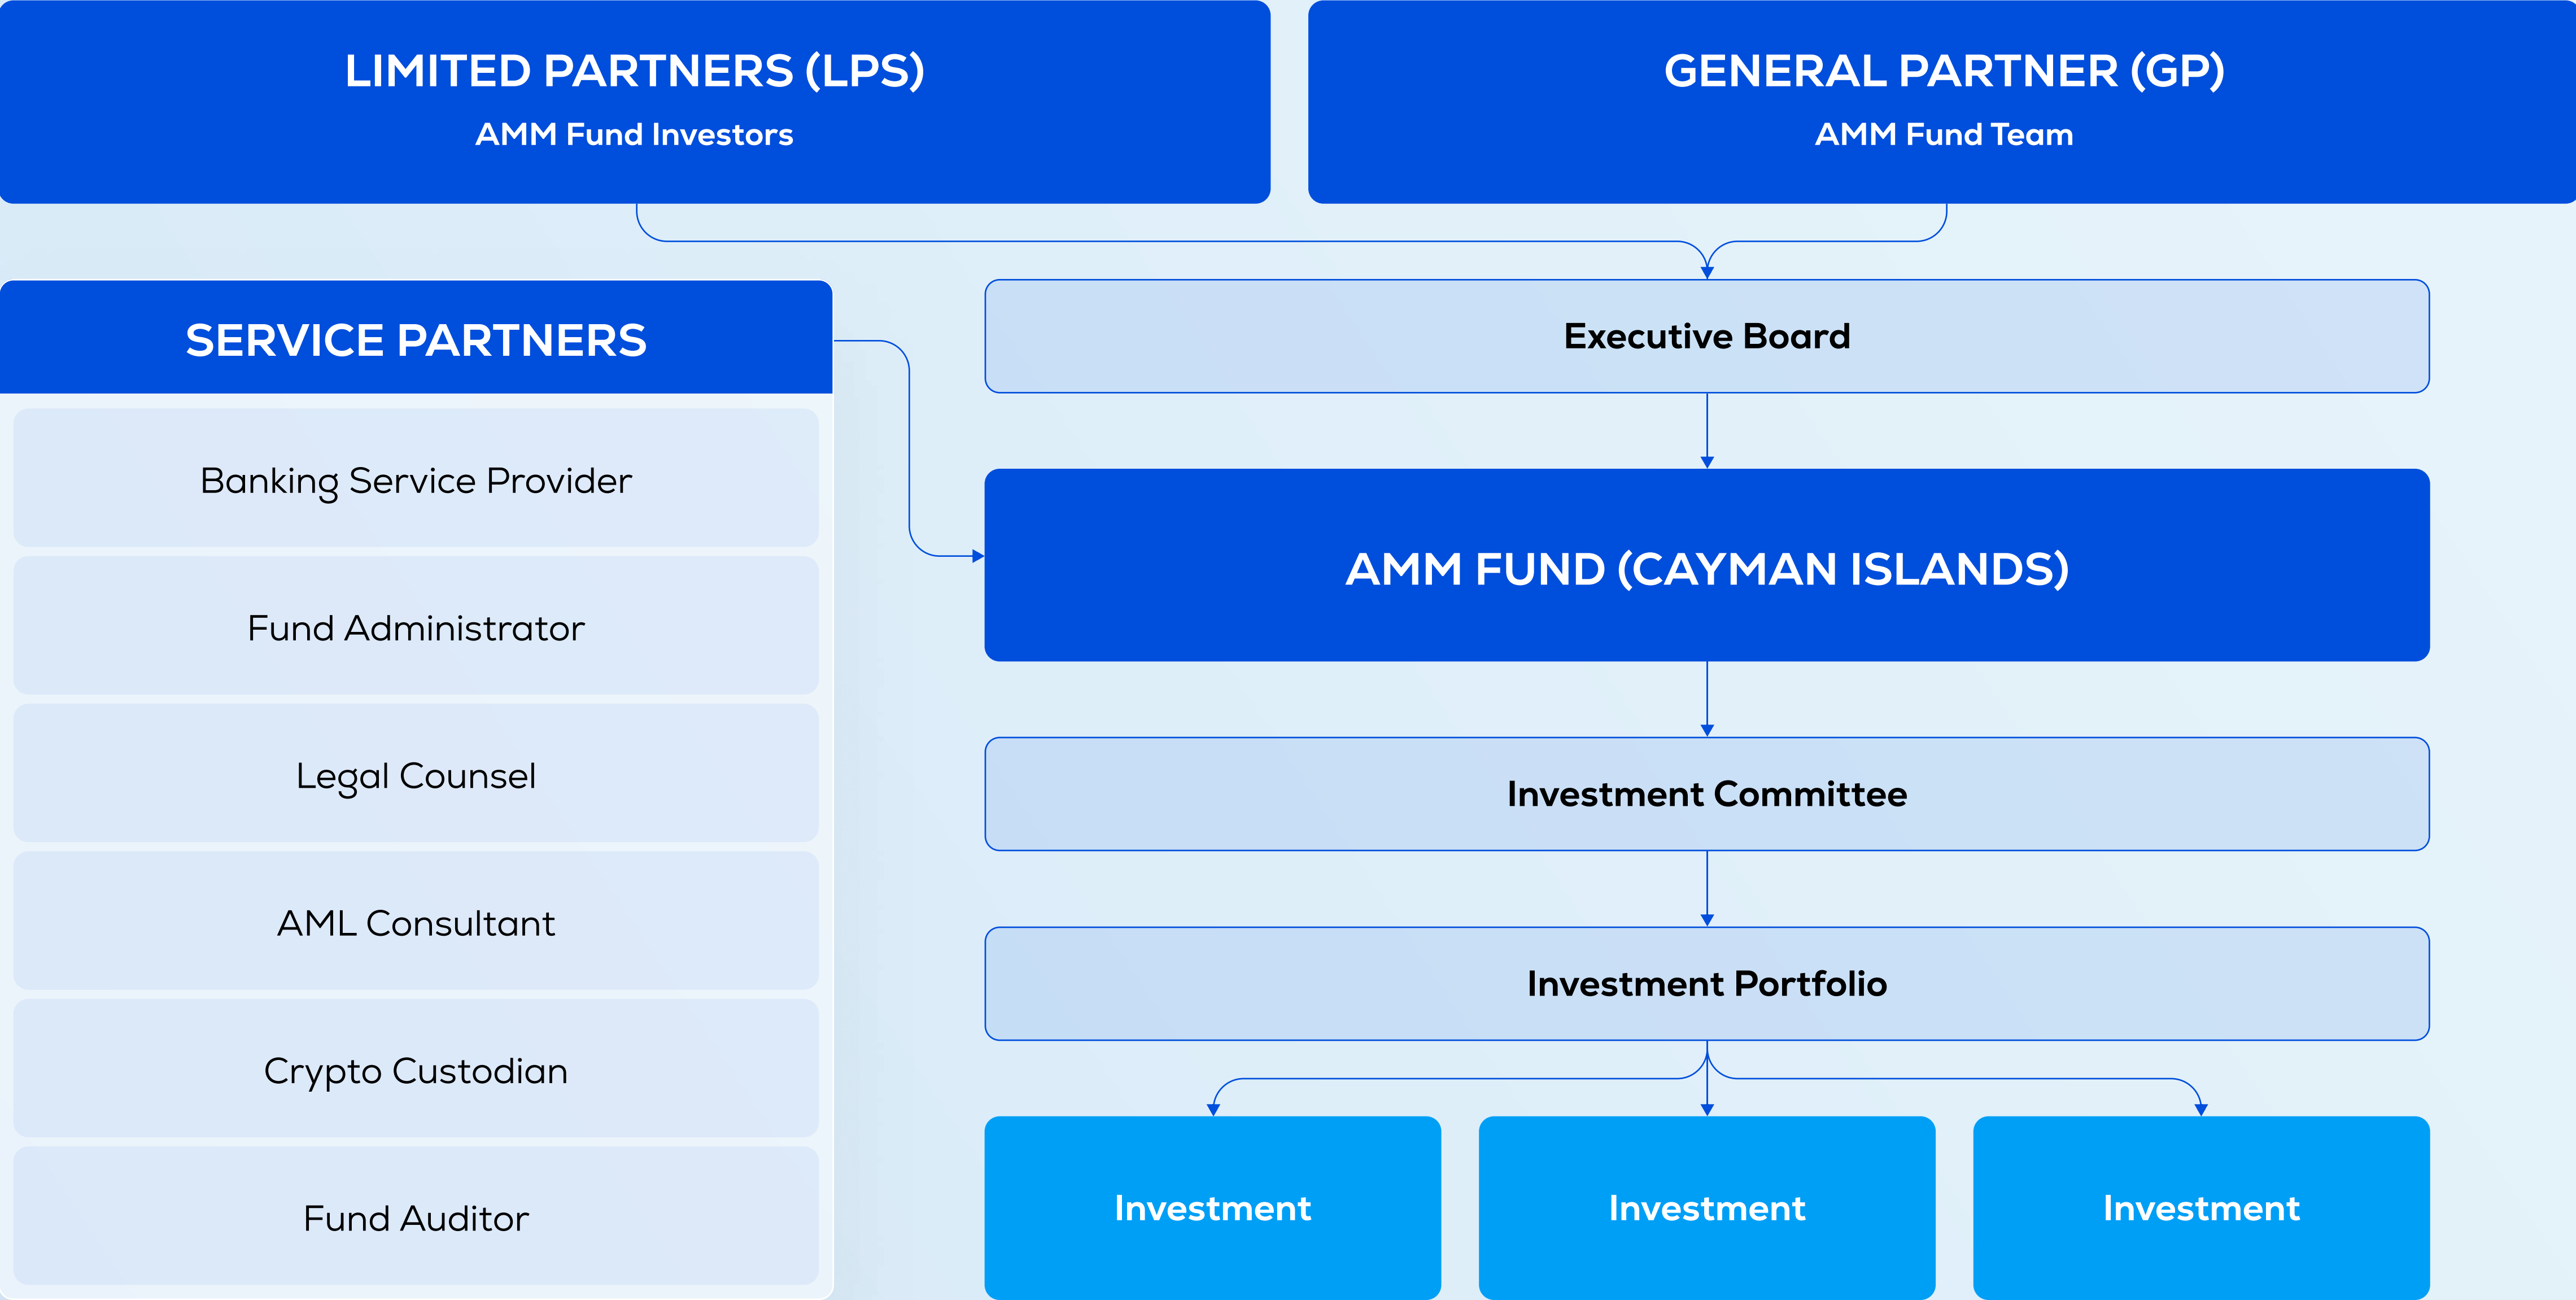 LIMITED PARTNERS (LPS)
AMM Fund Investors
GENERAL PARTNER (GP)
AMM Fund Team
SERVICE PARTNERS
Banking Service Provider
Fund Administrator
Legal Counsel
AML Consultant
Crypto Custodian
Fund Auditor
Executive Board
AMM FUND (CAYMAN ISLANDS)
Investment Committee
Investment Portfolio
Investment
Investment
Investment